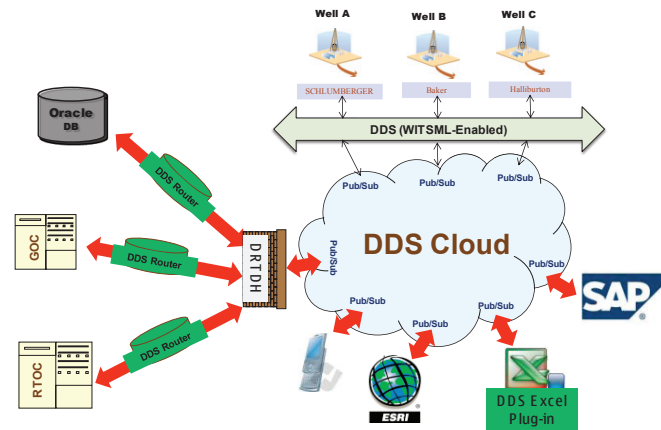 Well A
Well B
Well C
SCHLUMBERGER
Baker
Halliburton
DDS (WITSML-Enabled)
Oracle
DB
DDS Router
GOC
DDS Router
RTOC
DDS Router
DRTDH
Pub/Sub
Pub/Sub
Pub/Sub
Pub/Sub
DDS Cloud
Pub/Sub
Pub/Sub
Pub/Sub
Pub/Sub
SAP
ESRI
DDS Excel
Plug-in